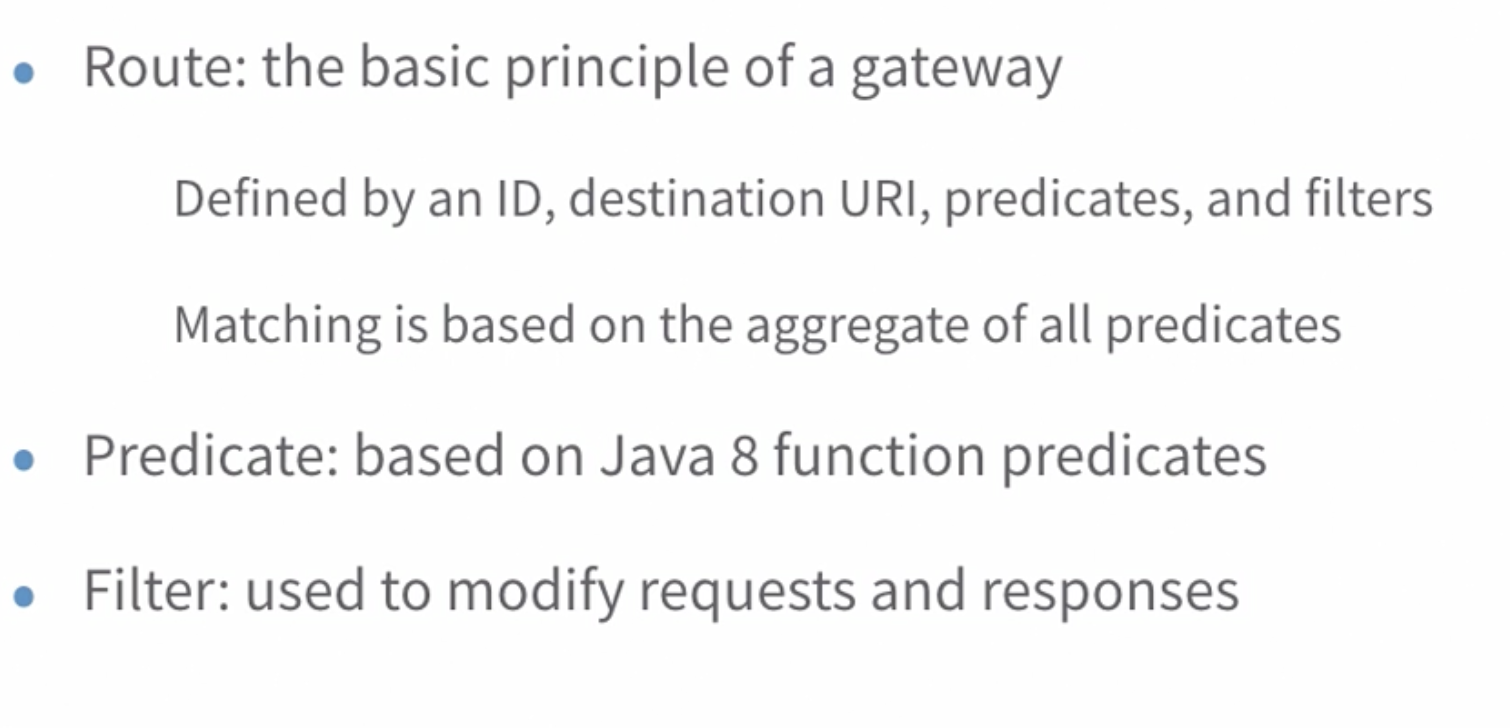 • Route: the basic principle of a gateway
Defined by an ID, destination URI, predicates, and filters
Matching is based on the aggregate of all predicates
• Predicate: based on Java 8 function predicates
• Filter: used to modify requests and responses